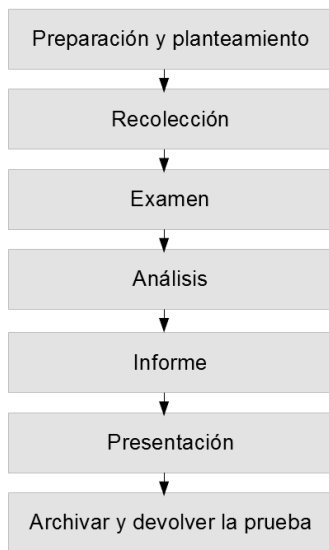 Preparación y planteamiento
Recolección
Examen
Análisis
Informe
Presentación
Archivar y devolver la prueba